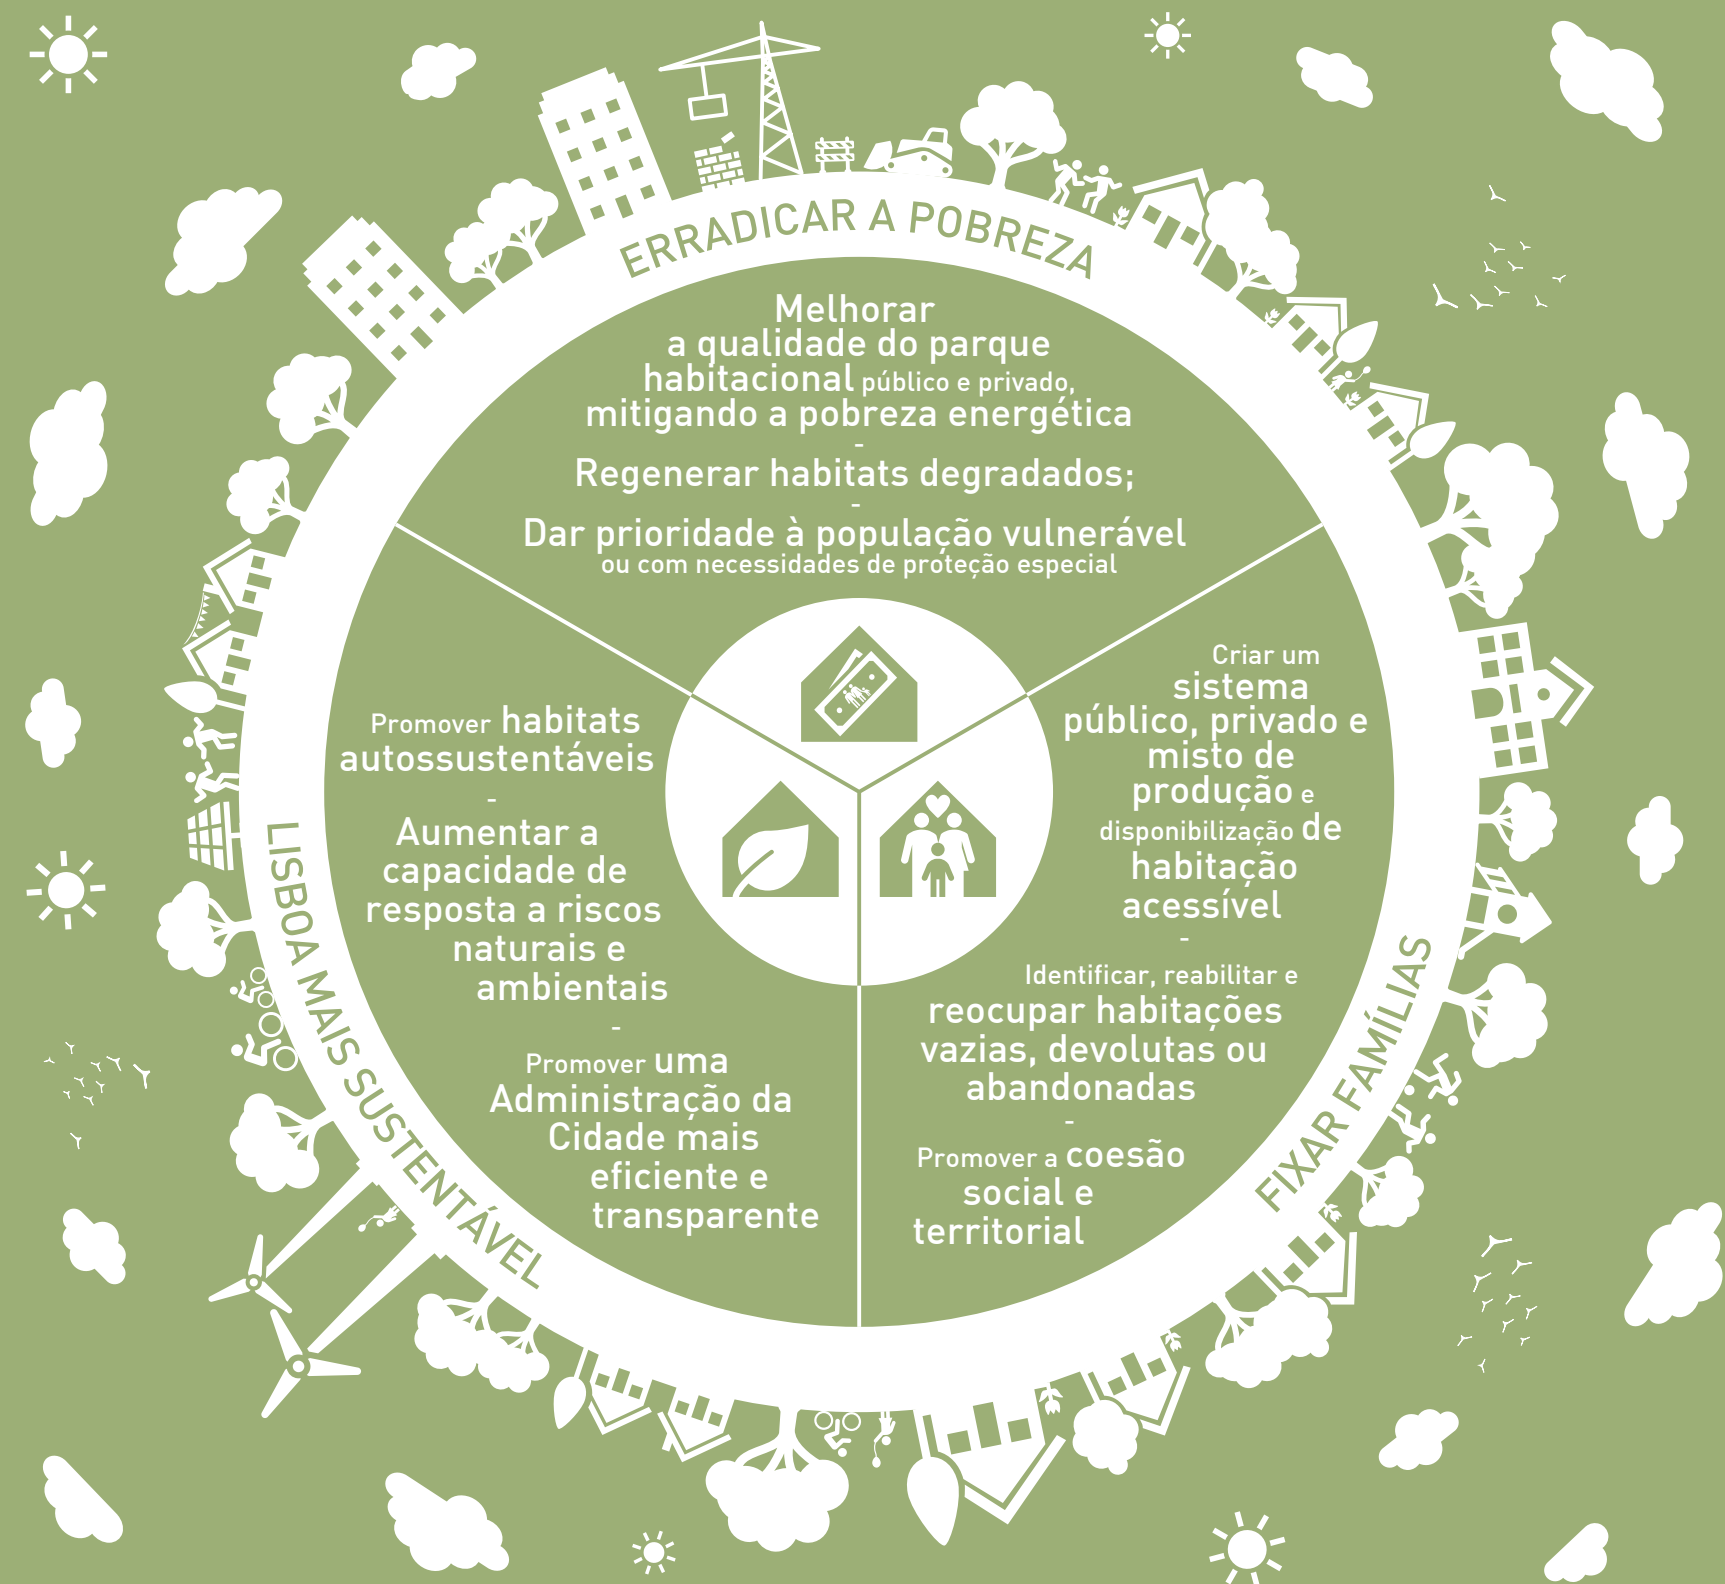 ERRADICAR A POBREZA
Melhorar
a qualidade do parque
habitacional público e privado,
mitigando a pobreza energética
-
Regenerar habitats degradados;
-
Dar prioridade à população vulnerável
ou com necessidades de proteção especial
LISBOA MAIS SUSTENTÁVEL
Promover habitats
autossustentáveis
-
Aumentar a
capacidade de
resposta a riscos
naturais e
ambientais
-
Promover uma
Administração da
Cidade mais
eficiente e
transparente
FIXAR FAMÍLIAS
Criar um
sistema
público, privado e
misto de
produção e
disponibilização de
habitação
acessível
-
Identificar, reabilitar e
reocupar habitações
vazias, devolutas ou
abandonadas
-
Promover a coesão
social e
territorial